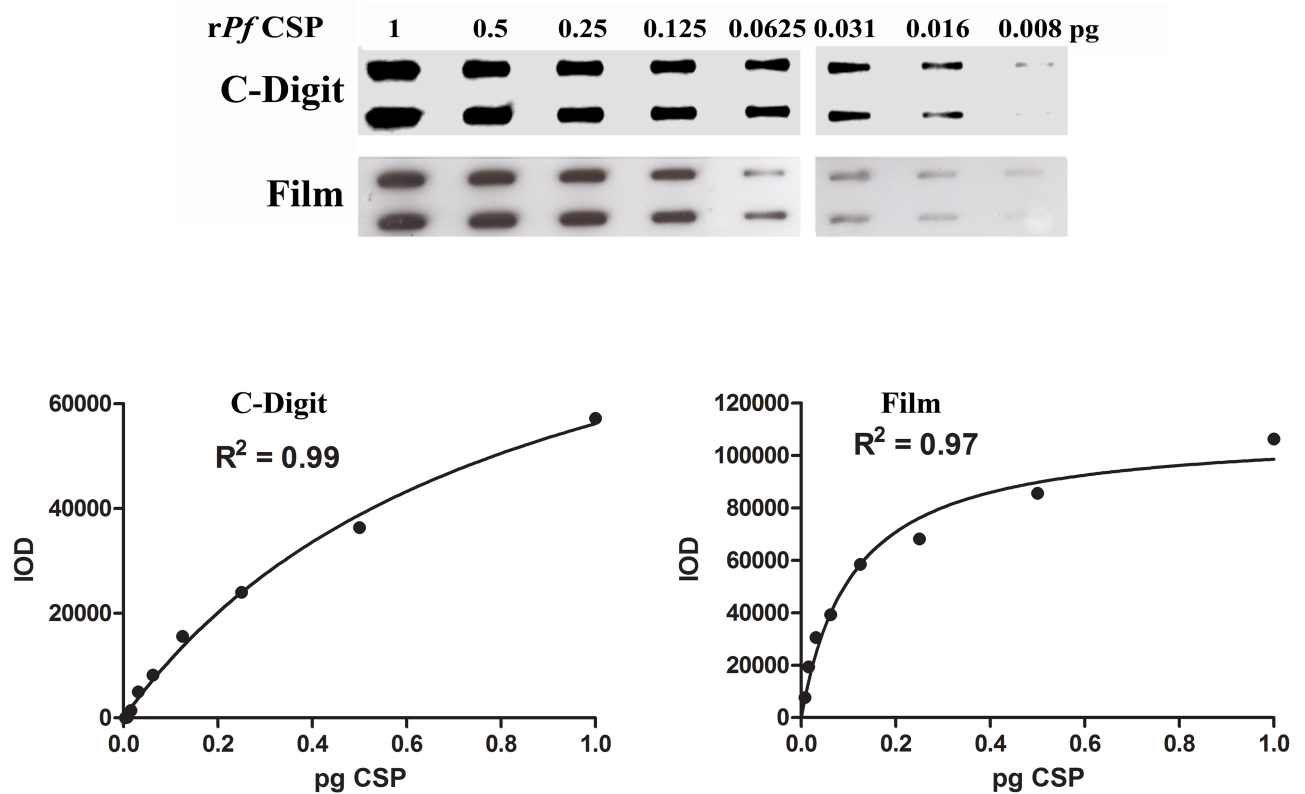 rPf CSP 1 0.5 0.25 0.125 0.0625 0.031 0.016 0.008 pg
C-Digit
Film
C-Digit
R² = 0.99
60000
40000
20000
0
IOD
0.0 0.2 0.4 0.6 0.8 1.0
pg CSP
Film
R² = 0.97
120000
100000
80000
60000
40000
20000
0
IOD
0.0 0.2 0.4 0.6 0.8 1.0
pg CSP